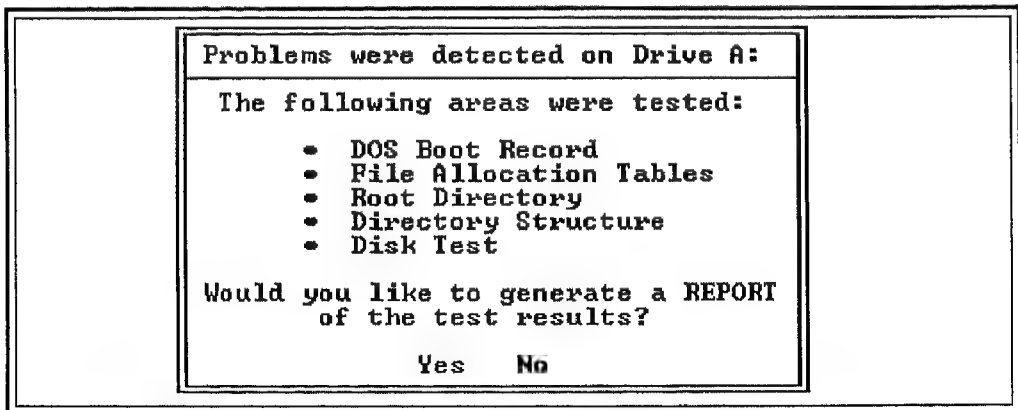 Problems were detected on Drive A:
The following areas were tested:
• DOS Boot Record
• File Allocation Tables
• Root Directory
• Directory Structure
• Disk Test
Would you like to generate a REPORT
of the test results?
Yes No